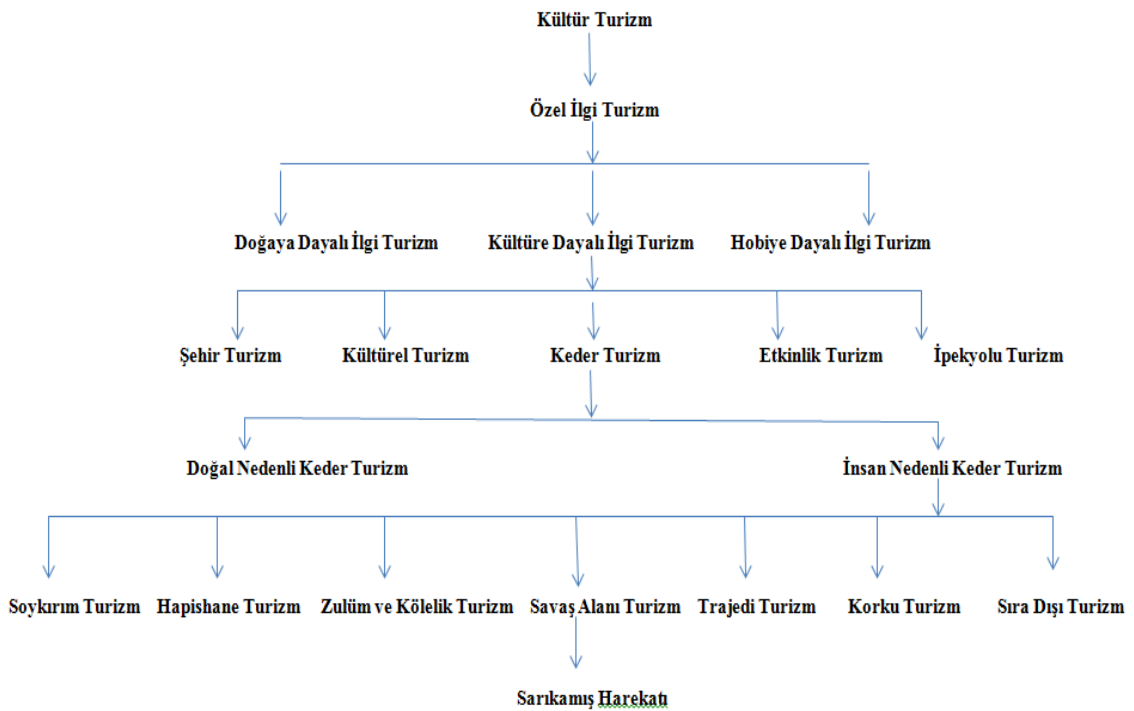 Kültür Turizm
Özel İlgi Turizm
Doğaya Dayalı İlgi Turizm
Kültüre Dayalı İlgi Turizm
Hobiye Dayalı İlgi Turizm
Şehir Turizm
Kültürel Turizm
Keder Turizm
Etkinlik Turizm
İpekyolu Turizm
Doğal Nedenli Keder Turizm
İnsan Nedenli Keder Turizm
Soykırım Turizm
Hapishane Turizm
Zulüm ve Kölelik Turizm
Savaş Alanı Turizm
Trajedi Turizm
Korku Turizm
Sıra Dışı Turizm
Sarıkamış Harekatı